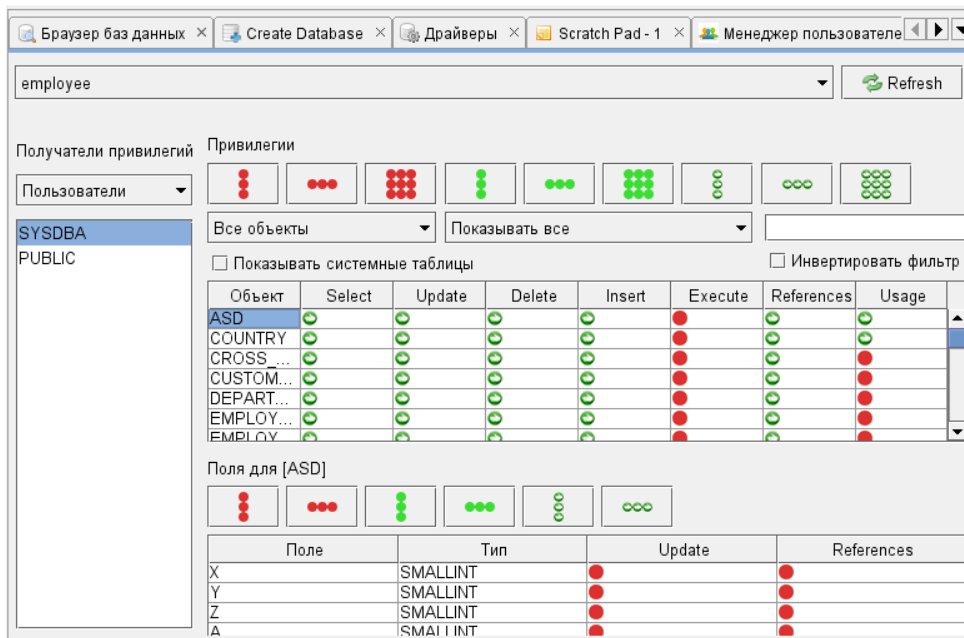 Браузер баз данных Create Database Драйверы Scratch Pad - 1 Менеджер пользователе
employee Refresh
Получатели привилегий Привилегии
Пользователи
Все объекты Показывать все
SYSDBA
PUBLIC
Показывать системные таблицы Инвертировать фильтр
Объект Select Update Delete Insert Execute References Usage
ASD
COUNTRY
CROSS_...
CUSTOM...
DEPART...
EMPLOY...
EMPLOY
Поля для [ASD]
Поле Тип Update References
X SMALLINT
Y SMALLINT
Z SMALLINT
A SMALLINT